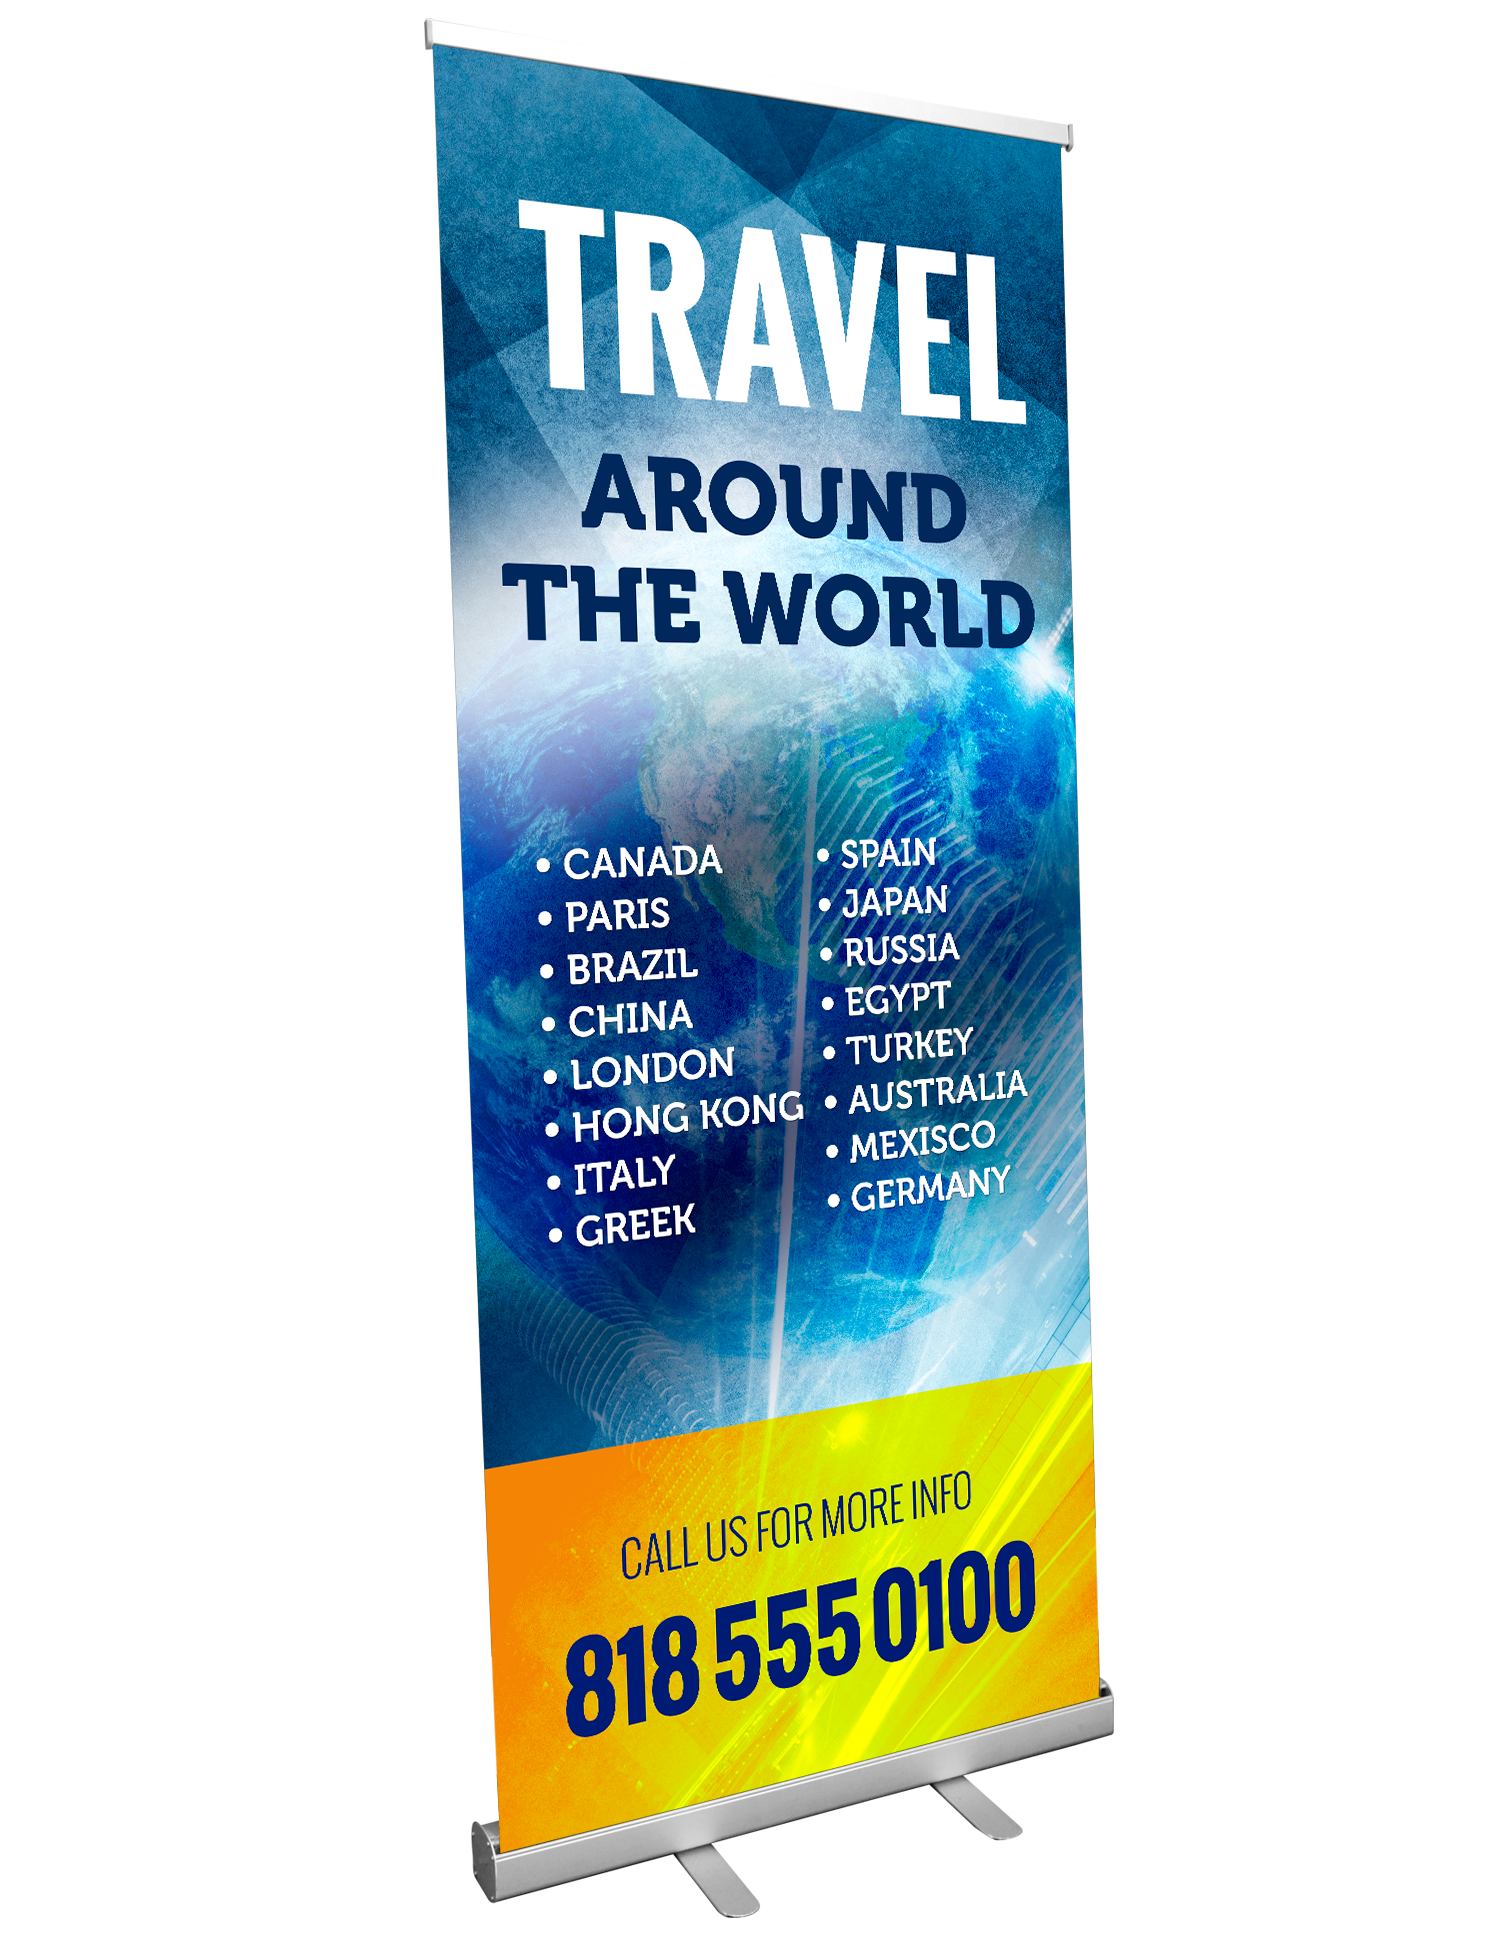 TRAVEL
AROUND
THE WORLD
• CANADA
• PARIS
• BRAZIL
• CHINA
• LONDON
• HONG KONG
• ITALY
• GREEK
• SPAIN
• JAPAN
• RUSSIA
• EGYPT
• TURKEY
• AUSTRALIA
• MEXISCO
• GERMANY
CALL US FOR MORE INFO
818 555 0100